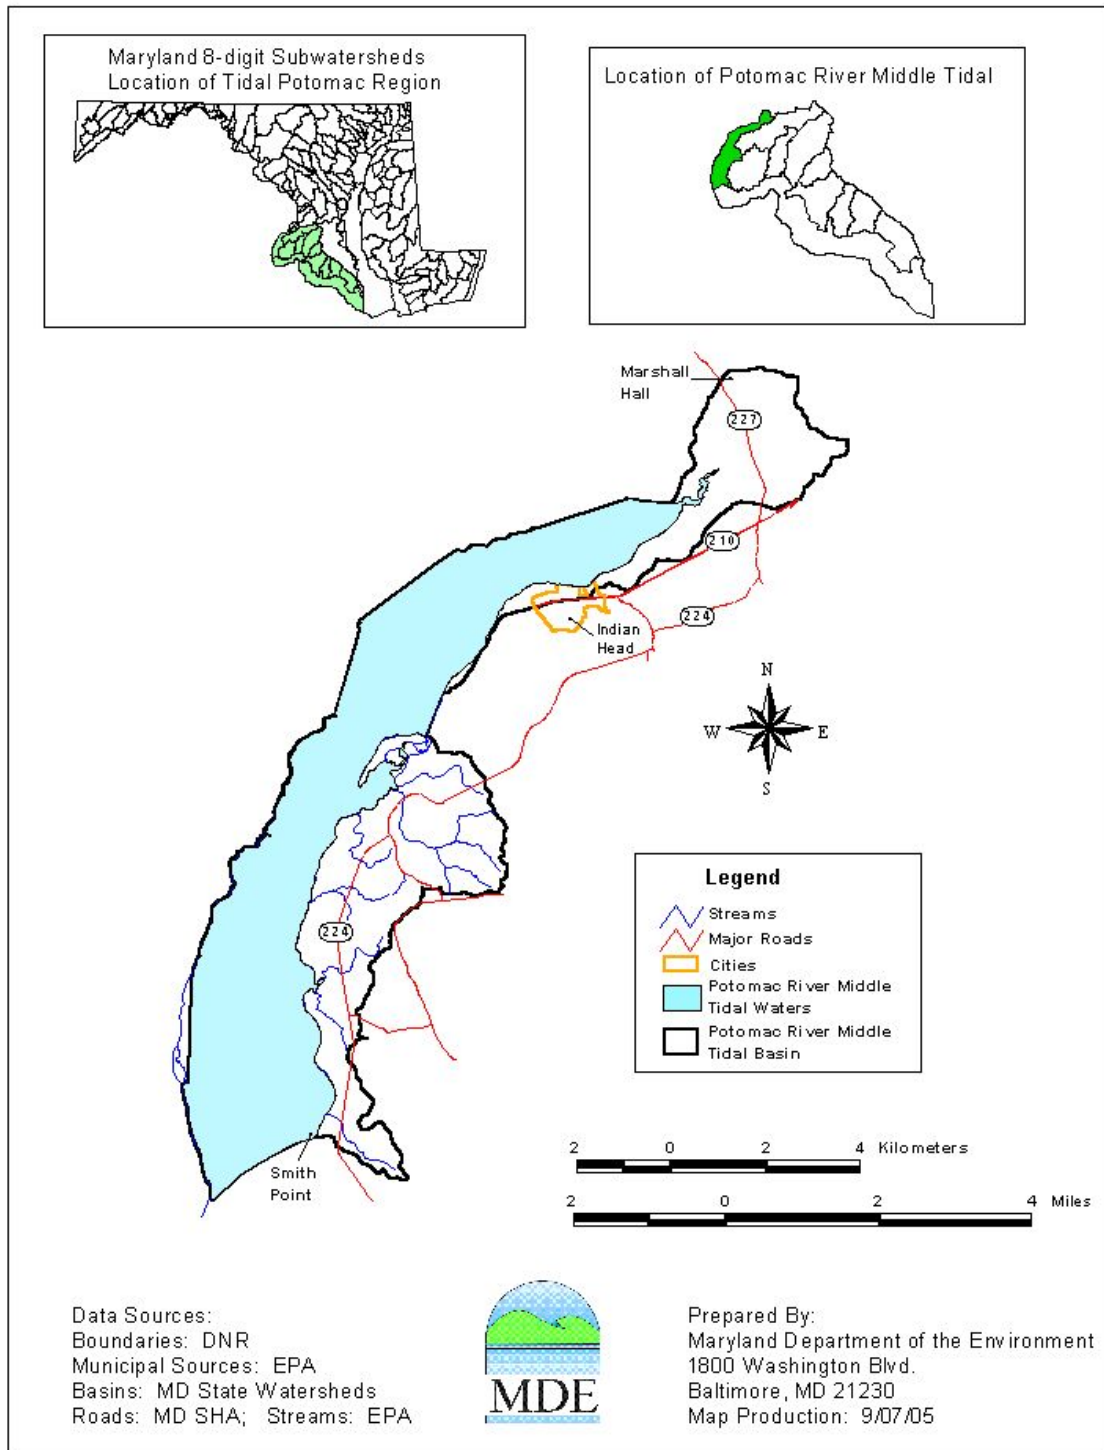 Maryland 8-digit Subwatersheds
Location of Tidal Potomac Region
Location of Potomac River Middle Tidal
Marshall
Hall
227
210
224
Indian
Head
N
W E
S
Legend
Streams
Major Roads
Cities
Potomac River Middle
Tidal Waters
Potomac River Middle
Tidal Basin
224
Smith
Point
2 0 2 4 Kilometers
2 0 2 4 Miles
Data Sources:
Boundaries: DNR
Municipal Sources: EPA
Basins: MD State Watersheds
Roads: MD SHA; Streams: EPA
MDE
Prepared By:
Maryland Department of the Environment
1800 Washington Blvd.
Baltimore, MD 21230
Map Production: 9/07/05